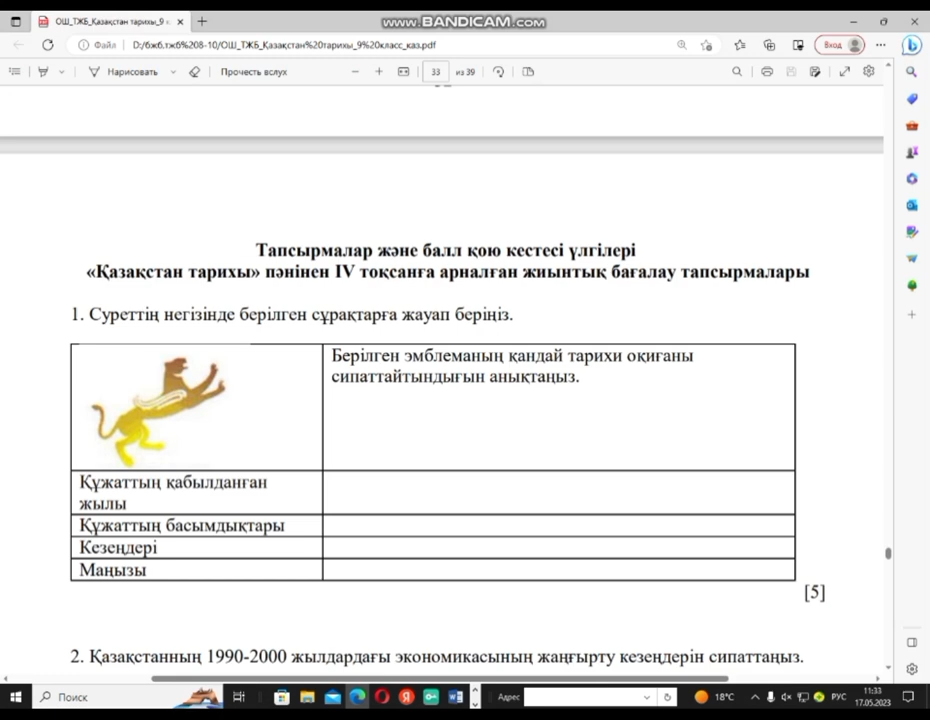 www.BANDICAM.com
ОШ_ТЖБ_Қазақстан тарихы_9 к
Файл D:/бжб.тжб%208-10/ОШ_ТЖБ_Қазақстан%20тарихы_9%20класс_каз.pdf
Вход
Нарисовать
Прочесть вслух
33 из 39
Тапсырмалар және балл қою кестесі үлгілері
«Қазақстан тарихы» пәнінен IV тоқсанға арналған жиынтық бағалау тапсырмалары
1. Суреттің негізінде берілген сұрақтарға жауап беріңіз.
Берілген эмблеманың қандай тарихи оқиғаны
сипаттайтындығын анықтаңыз.
Құжаттың қабылданған
жылы
Құжаттың басымдықтары
Кезеңдері
Маңызы
[5]
2. Қазақстанның 1990-2000 жылдардағы экономикасының жаңғырту кезеңдерін сипаттаңыз.
Поиск
Адрес
18°C
РУС
11:33
17.05.2023